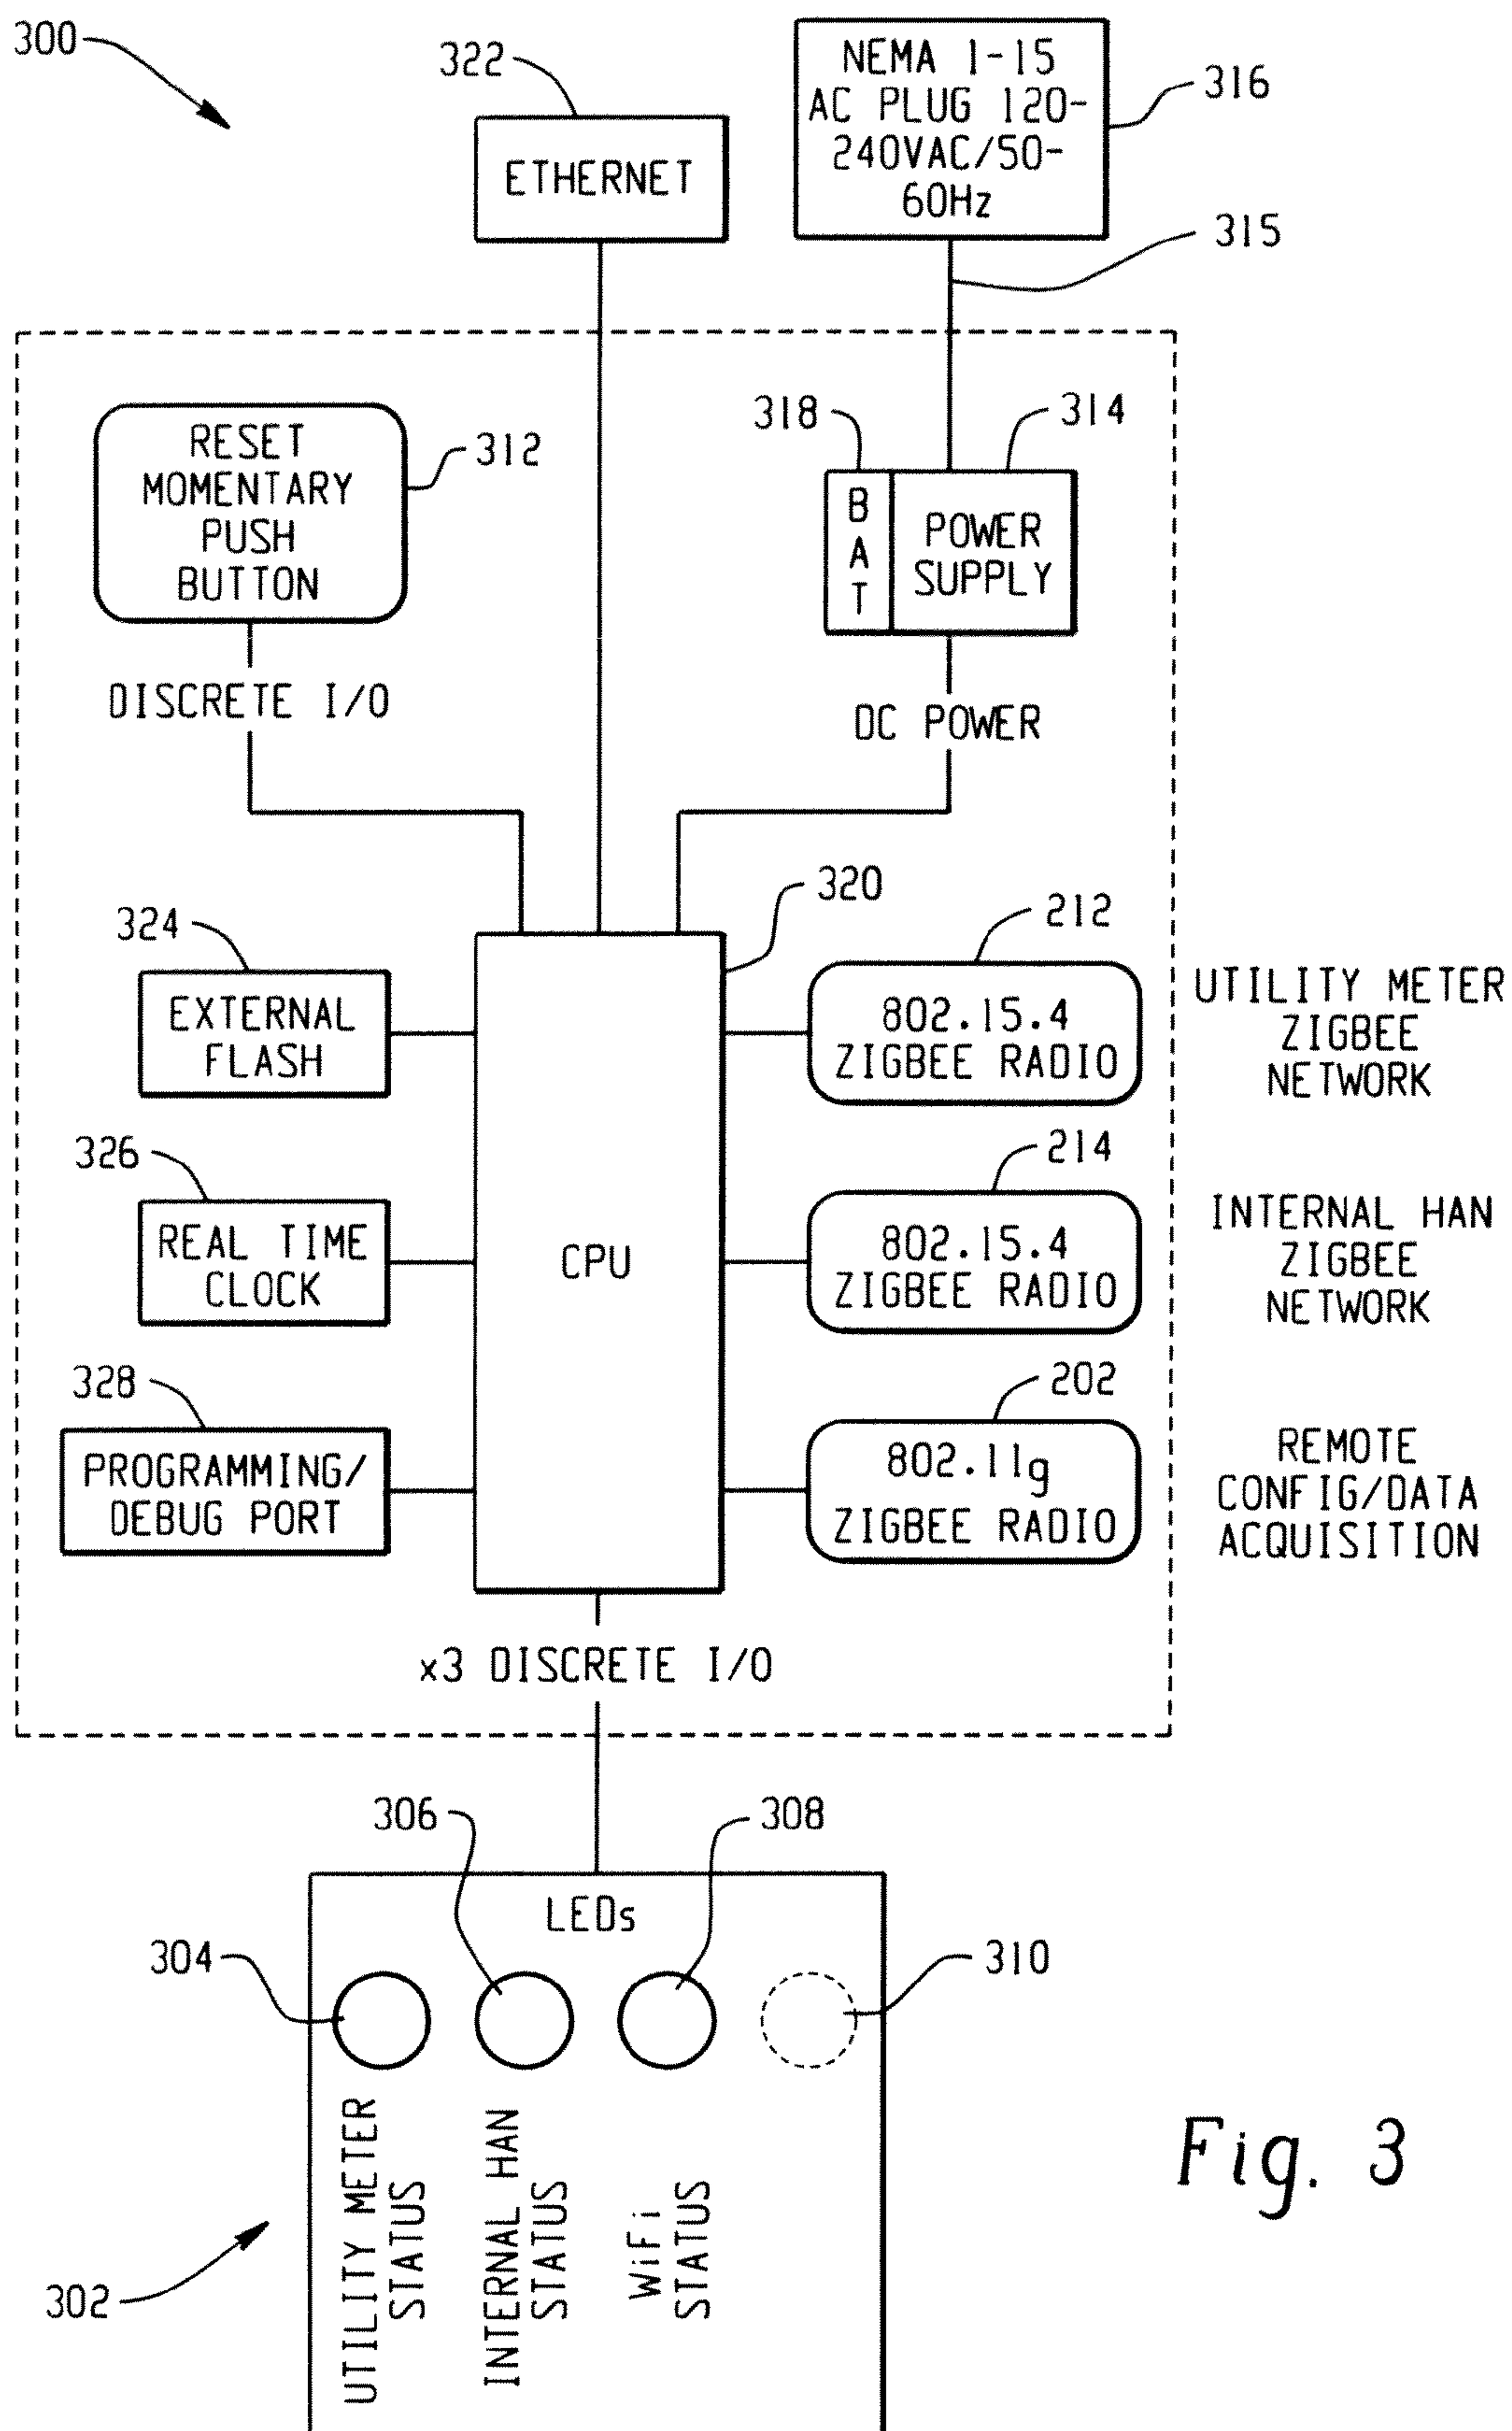 300
322
ETHERNET
NEMA 1-15
AC PLUG 120-
240VAC/50-
60Hz
316
315
RESET
MOMENTARY
PUSH
BUTTON
312
DISCRETE I/O
318
314
BAT
POWER
SUPPLY
DC POWER
320
324
EXTERNAL
FLASH
326
REAL TIME
CLOCK
328
PROGRAMMING/
DEBUG PORT
CPU
212
802.15.4
ZIGBEE RADIO
UTILITY METER
ZIGBEE
NETWORK
214
802.15.4
ZIGBEE RADIO
INTERNAL HAN
ZIGBEE
NETWORK
202
802.11g
ZIGBEE RADIO
REMOTE
CONFIG/DATA
ACQUISITION
x3 DISCRETE I/O
306
308
LEDs
304
310
UTILITY METER
STATUS
INTERNAL HAN
STATUS
WiFi
STATUS
302
Fig. 3